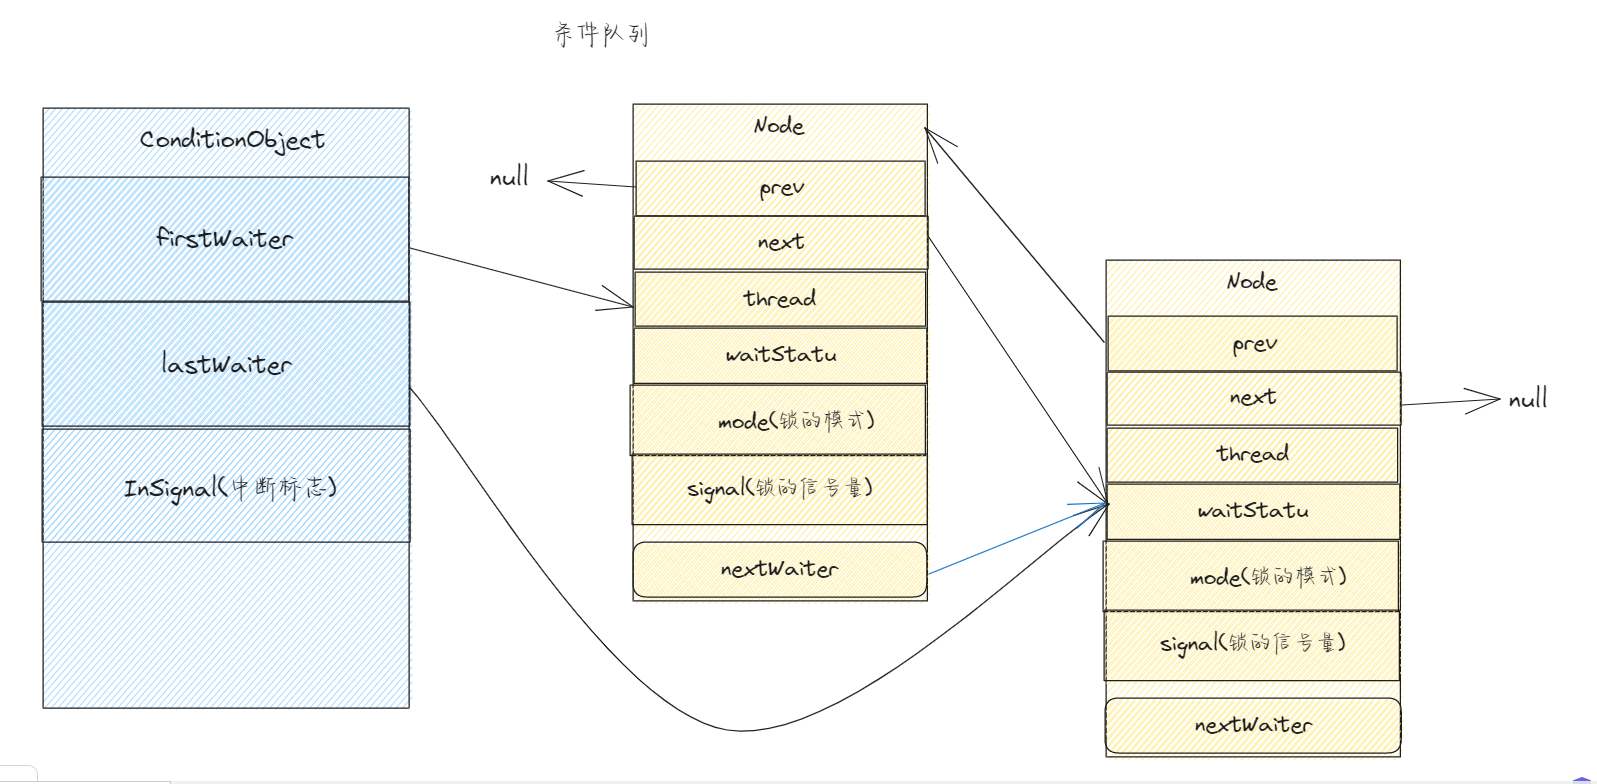 条件队列
ConditionObject
firstWaiter
lastWaiter
InSignal(中断标志)
null
Node
prev
next
thread
waitStatu
mode(锁的模式)
signal(锁的信号量)
nextWaiter
Node
prev
next
thread
waitStatu
mode(锁的模式)
signal(锁的信号量)
nextWaiter
null